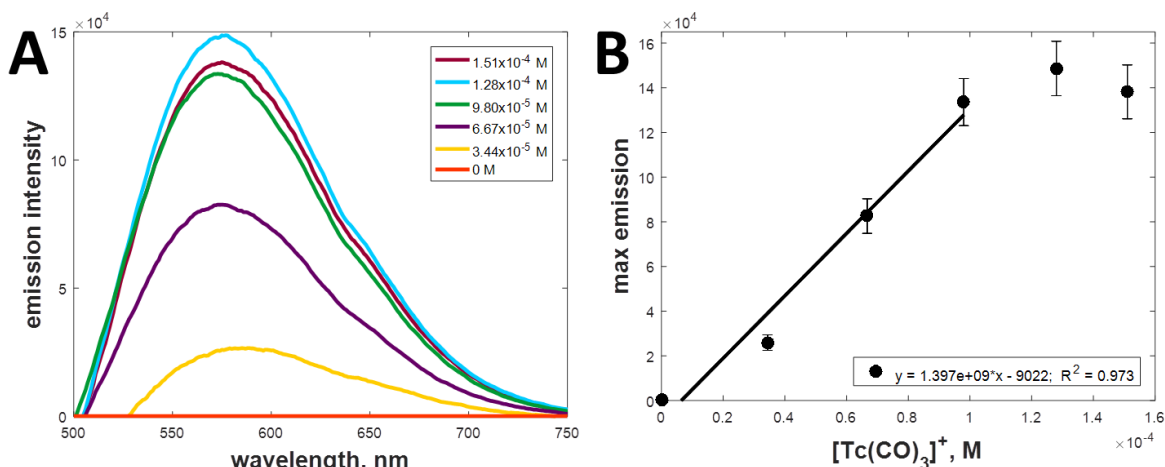 A
×10⁴
15
10
5
0
500
550
600
650
700
750
emission intensity
wavelength, nm
1.51x10⁻⁴ M
1.28x10⁻⁴ M
9.80x10⁻⁵ M
6.67x10⁻⁵ M
3.44x10⁻⁵ M
0 M
B
×10⁴
16
14
12
10
8
6
4
2
0
0
0.2
0.4
0.6
0.8
1
1.2
1.4
1.6
×10⁻⁴
max emission
[Tc(CO)₃]⁺, M
y = 1.397e+09*x - 9022; R² = 0.973